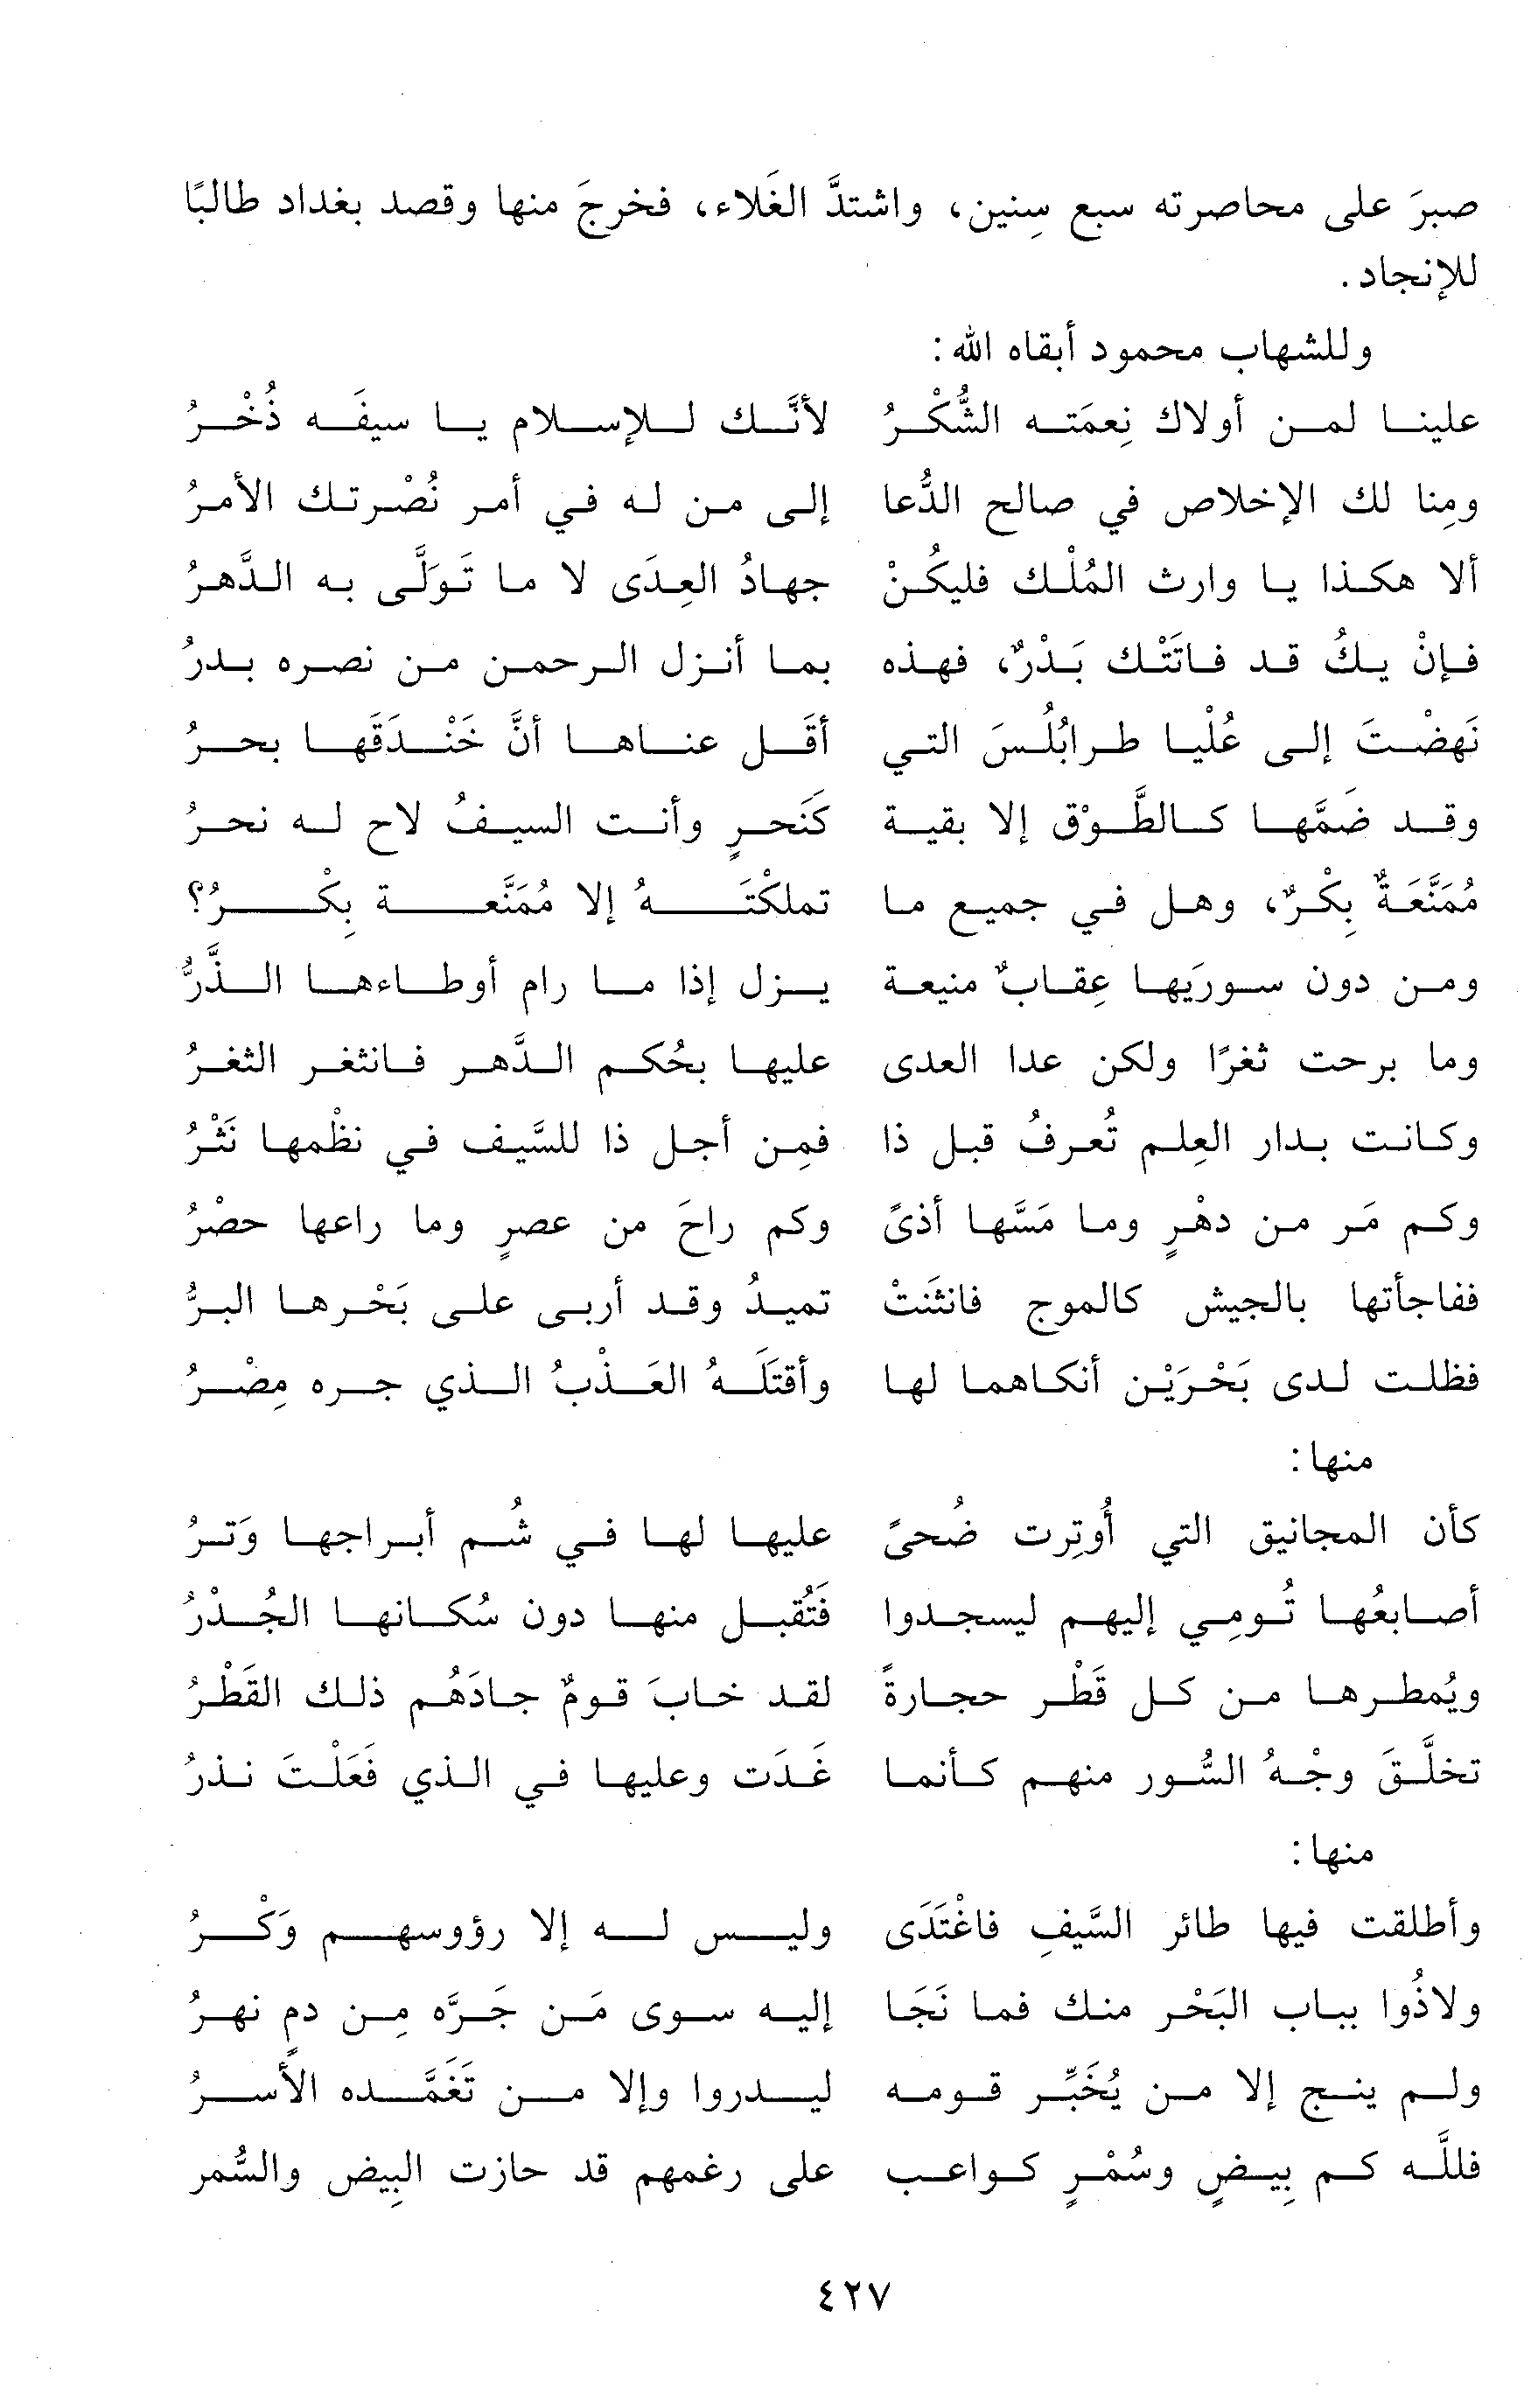 صبرَ على محاصرته سبع سِنين، واشتدَّ الغَلاء، فخرجَ منها وقصد بغداد طالبًا
للإنجاد.
وللشهاب محمود أبقاه الله:
علينا لمن أولاك نِعمَته الشُّكْرُ لأنَّك للإسلام يا سيفَه ذُخْرُ
ومِنا لك الإخلاص في صالح الدُّعا إلى من له في أمر نُصْرتك الأمرُ
ألا هكذا يا وارث المُلْك فليكُنْ جهادُ العِدَى لا ما تَوَلَّى به الدَّهرُ
فإنْ يكُ قد فاتَتْك بَدْرٌ، فهذه بما أنزل الرحمن من نصره بدرُ
نَهضْتَ إلى عُلْيا طرابُلُسَ التي أقَل عناها أنَّ خَنْدَقَها بحرُ
وقد ضَمَّها كالطَّوْق إلا بقية كَنَحرٍ وأنت السيفُ لاح له نحرُ
مُمَنَّعَةٌ بِكْرٌ، وهل في جميع ما تملكْتَهُ إلا مُمَنَّعة بِكْرُ؟
ومن دون سورَيها عِقابٌ منيعة يزل إذا ما رام أوطاءها الذَّرُّ
وما برحت ثغرًا ولكن عدا العدى عليها بحُكم الدَّهر فانثغر الثغرُ
وكانت بدار العِلم تُعرفُ قبل ذا فمِن أجل ذا للسَّيف في نظْمها نَثْرُ
وكم مَر من دهْرٍ وما مَسَّها أذىً وكم راحَ من عصرٍ وما راعها حصْرُ
ففاجأتها بالجيش كالموج فانثَنتْ تميدُ وقد أربى على بَحْرها البرُّ
فظلت لدى بَحْرَيْن أنكاهما لها وأقتَلَهُ العَذْبُ الذي جره مِصْرُ
منها:
كأن المجانيق التي أُوتِرت ضُحىً عليها لها في شُم أبراجها وَترُ
أصابعُها تُومِي إليهم ليسجدوا فَتُقبل منها دون سُكانها الجُدْرُ
ويُمطرها من كل قَطْر حجارةً لقد خابَ قومٌ جادَهُم ذلك القَطْرُ
تخلَّقَ وجْهُ السُّور منهم كأنما غَدَت وعليها في الذي فَعَلْتَ نذرُ
منها:
وأطلقت فيها طائر السَّيفِ فاغْتَدَى وليس له إلا رؤوسهم وَكْرُ
ولاذُوا بباب البَحْر منك فما نَجَا إليه سوى مَن جَرَّه مِن دمٍ نهرُ
ولم ينج إلا من يُخَبِّر قومه ليدروا وإلا من تَغَمَّده الأسرُ
فللَّه كم بِيضٍ وسُمْرٍ كواعب على رغمهم قد حازت البِيض والسُّمر
٤٢٧